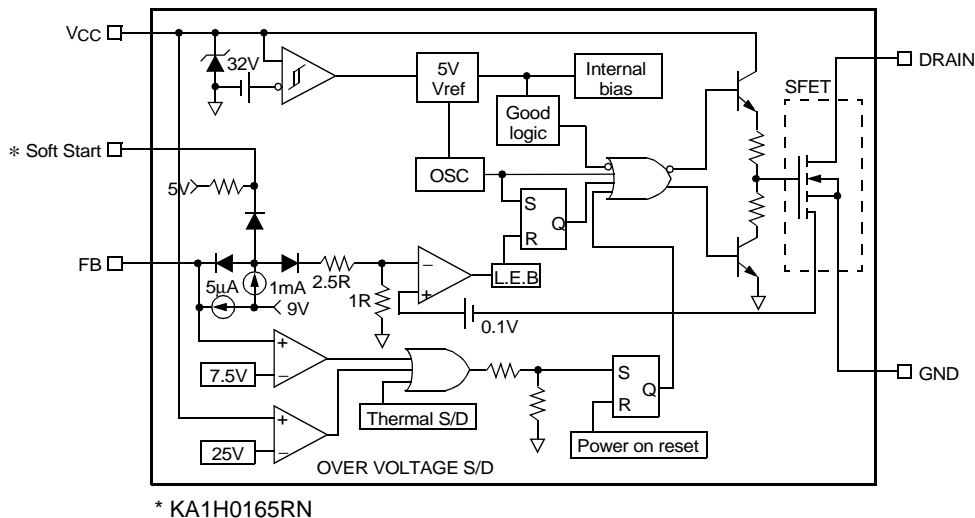 VCC
32V
5V
Vref
Internal
bias
Good
logic
DRAIN
SFET
* Soft Start
5V
OSC
S
R
Q
FB
5μA
1mA
9V
2.5R
1R
−
+
L.E.B
0.1V
+
−
7.5V
Thermal S/D
S
R
Q
GND
+
−
25V
Power on reset
OVER VOLTAGE S/D
* KA1H0165RN